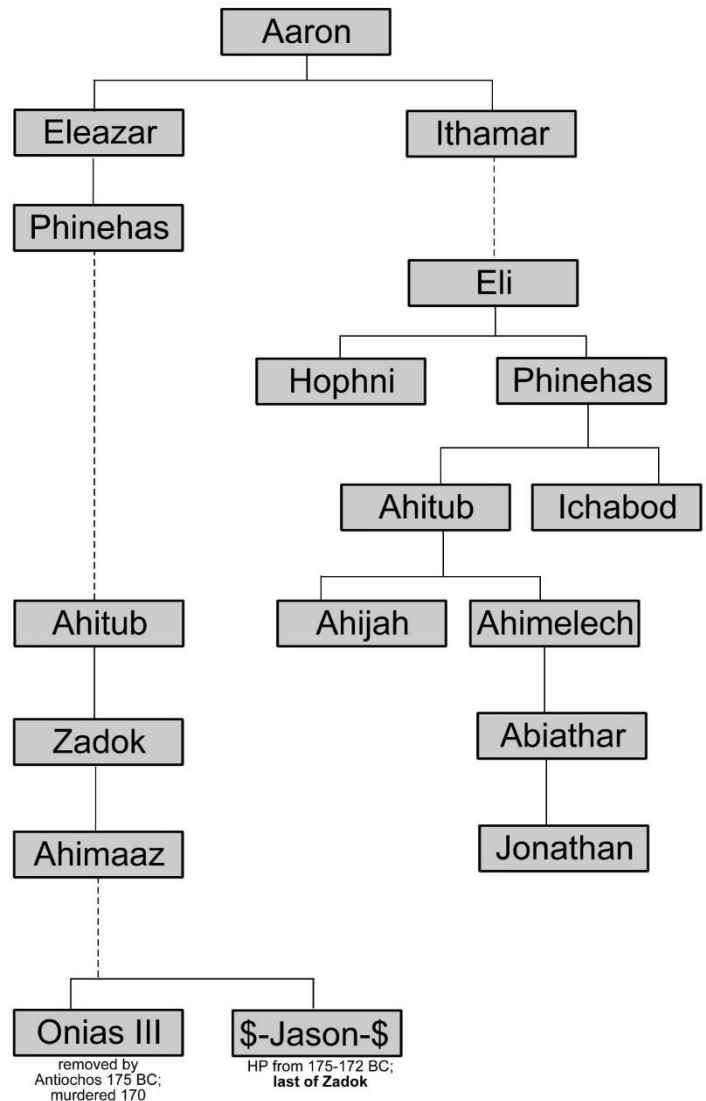 Aaron
Eleazar
Ithamar
Phinehas
Eli
Hophni
Phinehas
Ahitub
Ichabod
Ahitub
Ahijah
Ahimelech
Zadok
Abiathar
Ahimaaz
Jonathan
Onias III
removed by
Antiochos 175 BC;
murdered 170
$-Jason-$
HP from 175-172 BC;
last of Zadok